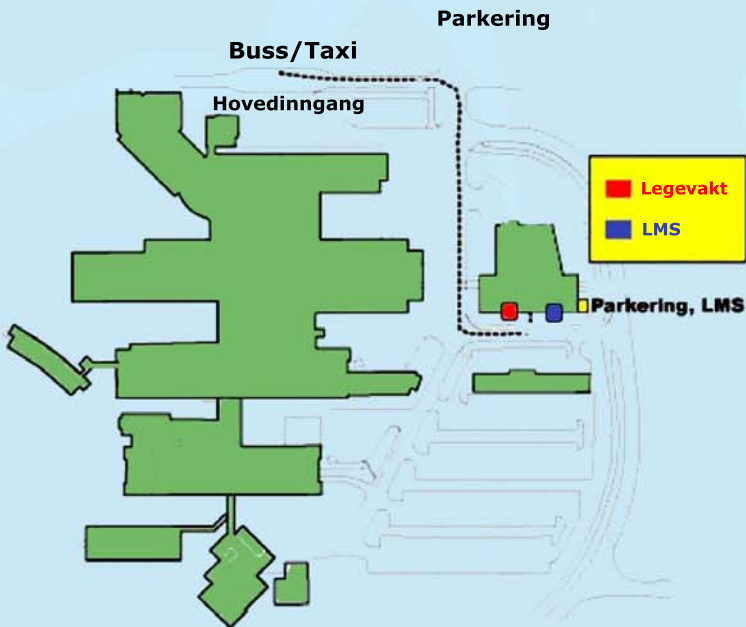 Parkering
Buss/Taxi
Hovedinngang
Legevakt
LMS
Parkering, LMS